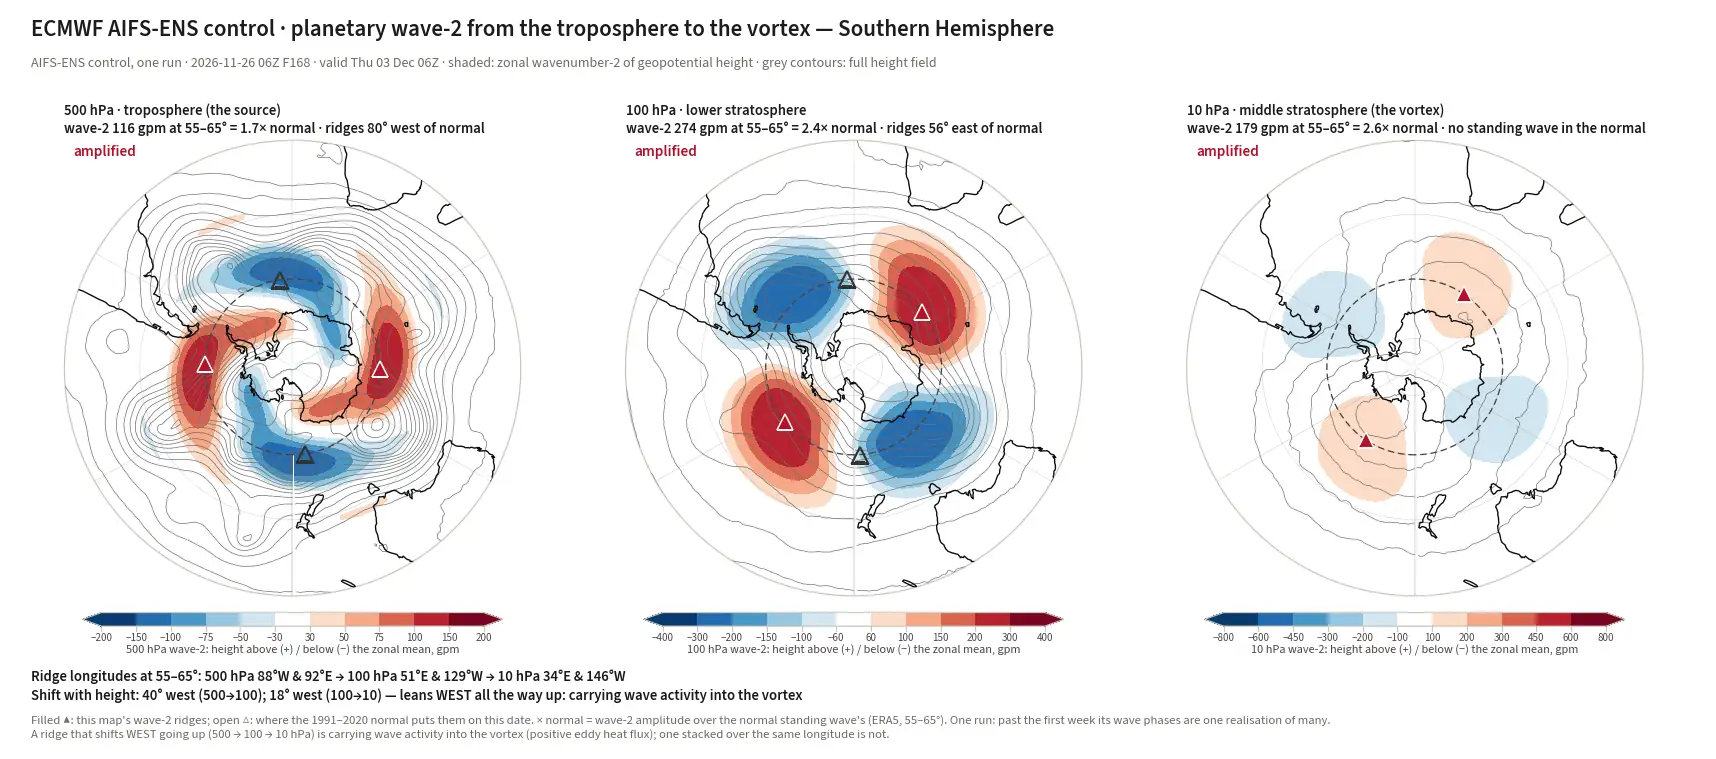 ECMWF AIFS-ENS control · planetary wave-2 from the troposphere to the vortex — Southern Hemisphere
AIFS-ENS control, one run · 2026-11-26 06Z F168 · valid Thu 03 Dec 06Z · shaded: zonal wavenumber-2 of geopotential height · grey contours: full height field
500 hPa · troposphere (the source)
wave-2 116 gpm at 55–65° = 1.7× normal · ridges 80° west of normal
amplified
100 hPa · lower stratosphere
wave-2 274 gpm at 55–65° = 2.4× normal · ridges 56° east of normal
amplified
10 hPa · middle stratosphere (the vortex)
wave-2 179 gpm at 55–65° = 2.6× normal · no standing wave in the normal
amplified
−200 −150 −100 −75 −50 −30 30 50 75 100 150 200
500 hPa wave-2: height above (+) / below (−) the zonal mean, gpm
−400 −300 −200 −150 −100 −60 60 100 150 200 300 400
100 hPa wave-2: height above (+) / below (−) the zonal mean, gpm
−800 −600 −450 −300 −200 −100 100 200 300 450 600 800
10 hPa wave-2: height above (+) / below (−) the zonal mean, gpm
Ridge longitudes at 55–65°: 500 hPa 88°W & 92°E → 100 hPa 51°E & 129°W → 10 hPa 34°E & 146°W
Shift with height: 40° west (500→100); 18° west (100→10) — leans WEST all the way up: carrying wave activity into the vortex
Filled ▲: this map's wave-2 ridges; open △: where the 1991–2020 normal puts them on this date. × normal = wave-2 amplitude over the normal standing wave's (ERA5, 55–65°). One run: past the first week its wave phases are one realisation of many.
A ridge that shifts WEST going up (500 → 100 → 10 hPa) is carrying wave activity into the vortex (positive eddy heat flux); one stacked over the same longitude is not.